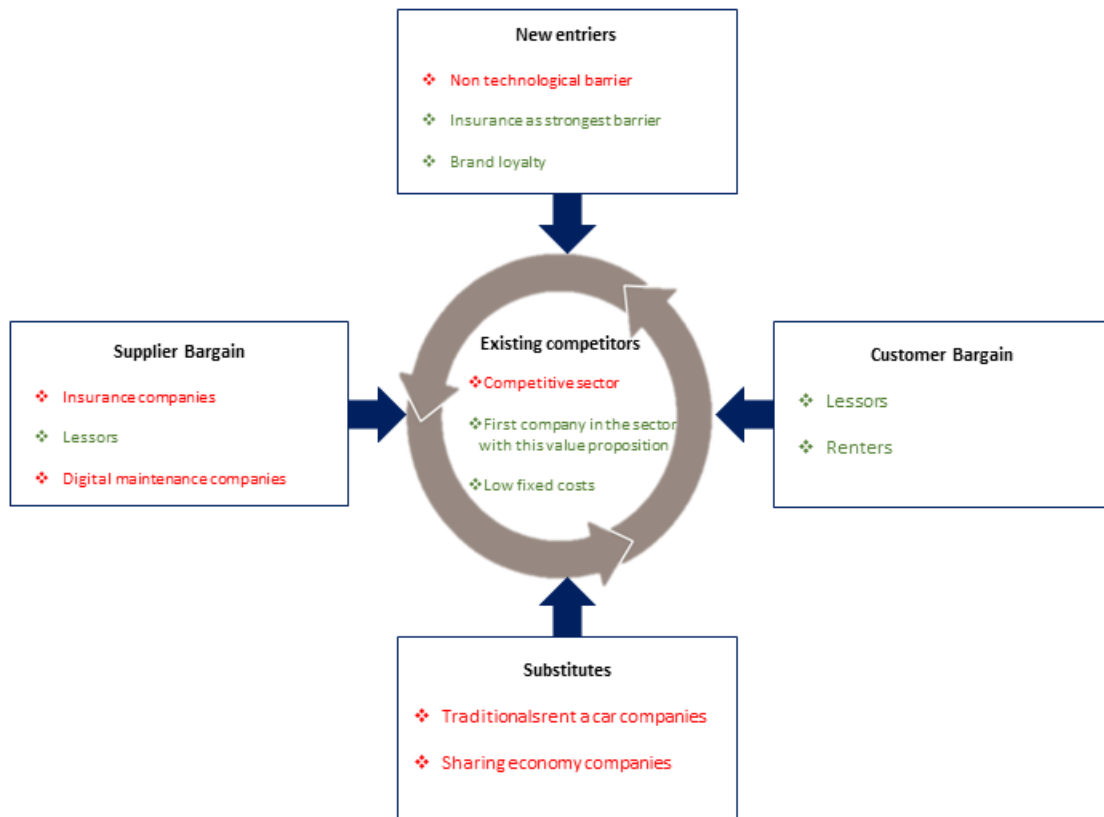 New entriers
Non technological barrier
Insurance as strongest barrier
Brand loyalty
Supplier Bargain
Insurance companies
Lessors
Digital maintenance companies
Existing competitors
Competitive sector
First company in the sector
with this value proposition
Low fixed costs
Customer Bargain
Lessors
Renters
Substitutes
Traditionalsrent a car companies
Sharing economy companies